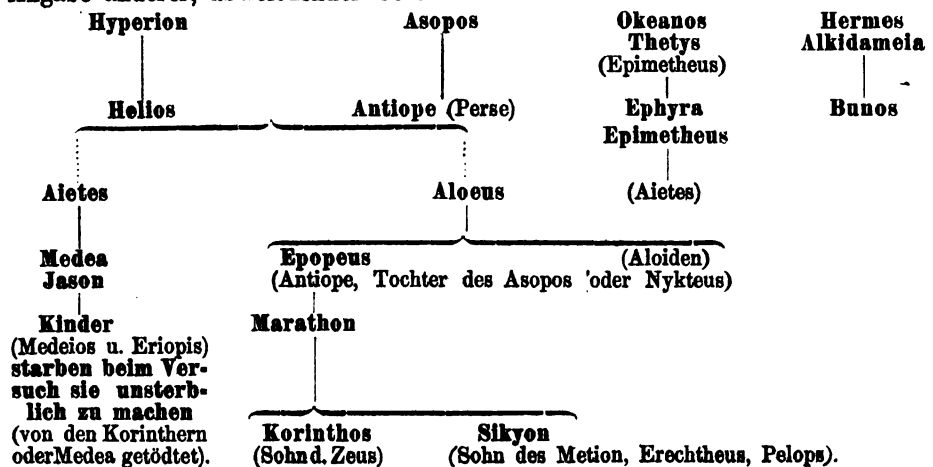 Hyperion Asopos Okeanos Hermes
Thetys Alkidameia
(Epimetheus)
Helios Antiope (Perse) Ephyra Bunos
Epimetheus
Aietes Aloeus (Aietes)
Medea Epopeus (Aloiden)
Jason (Antiope, Tochter des Asopos oder Nykteus)
Kinder Marathon
(Medeios u. Eriopis)
starben beim Ver-
such sie unsterb-
lich zu machen
(von den Korinthern Korinthos Sikyon
oderMedea getödtet). (Sohn d. Zeus) (Sohn des Metion, Erechtheus, Pelops).